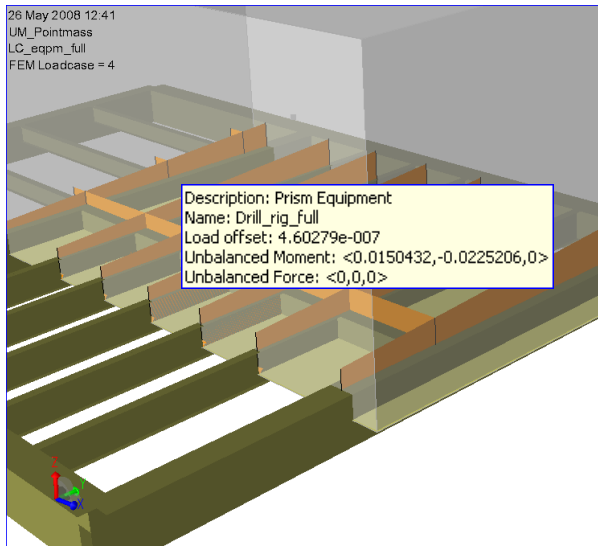 26 May 2008 12:41
UM_Pointmass
LC_eqpm_full
FEM Loadcase = 4
Description: Prism Equipment
Name: Drill_rig_full
Load offset: 4.60279e-007
Unbalanced Moment: <0.0150432,-0.0225206,0>
Unbalanced Force: <0,0,0>
Z
Y
X